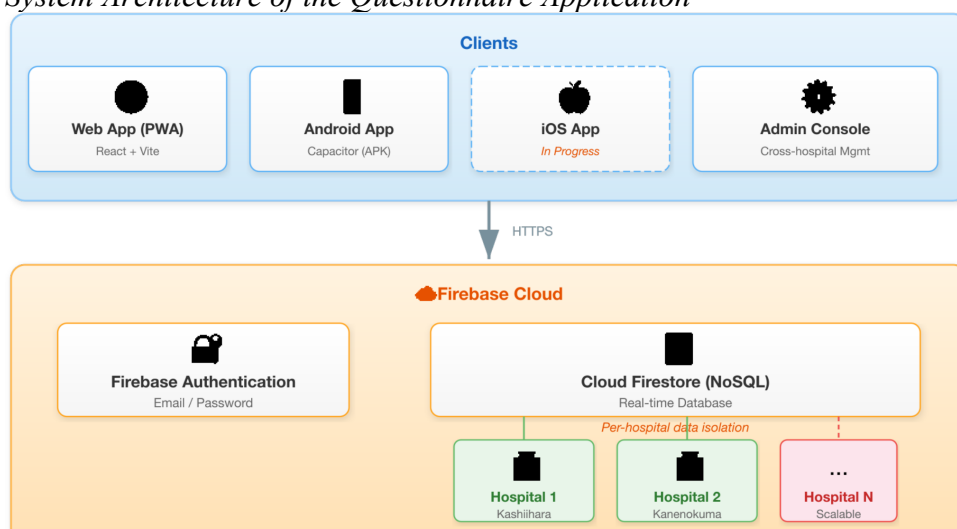 System Architecture of the Questionnaire Application
Clients
Web App (PWA)
React + Vite
Android App
Capacitor (APK)
iOS App
In Progress
Admin Console
Cross-hospital Mgmt
HTTPS
Firebase Cloud
Firebase Authentication
Email / Password
Cloud Firestore (NoSQL)
Real-time Database
Per-hospital data isolation
Hospital 1
Kashiihara
Hospital 2
Kanenokuma
...
Hospital N
Scalable